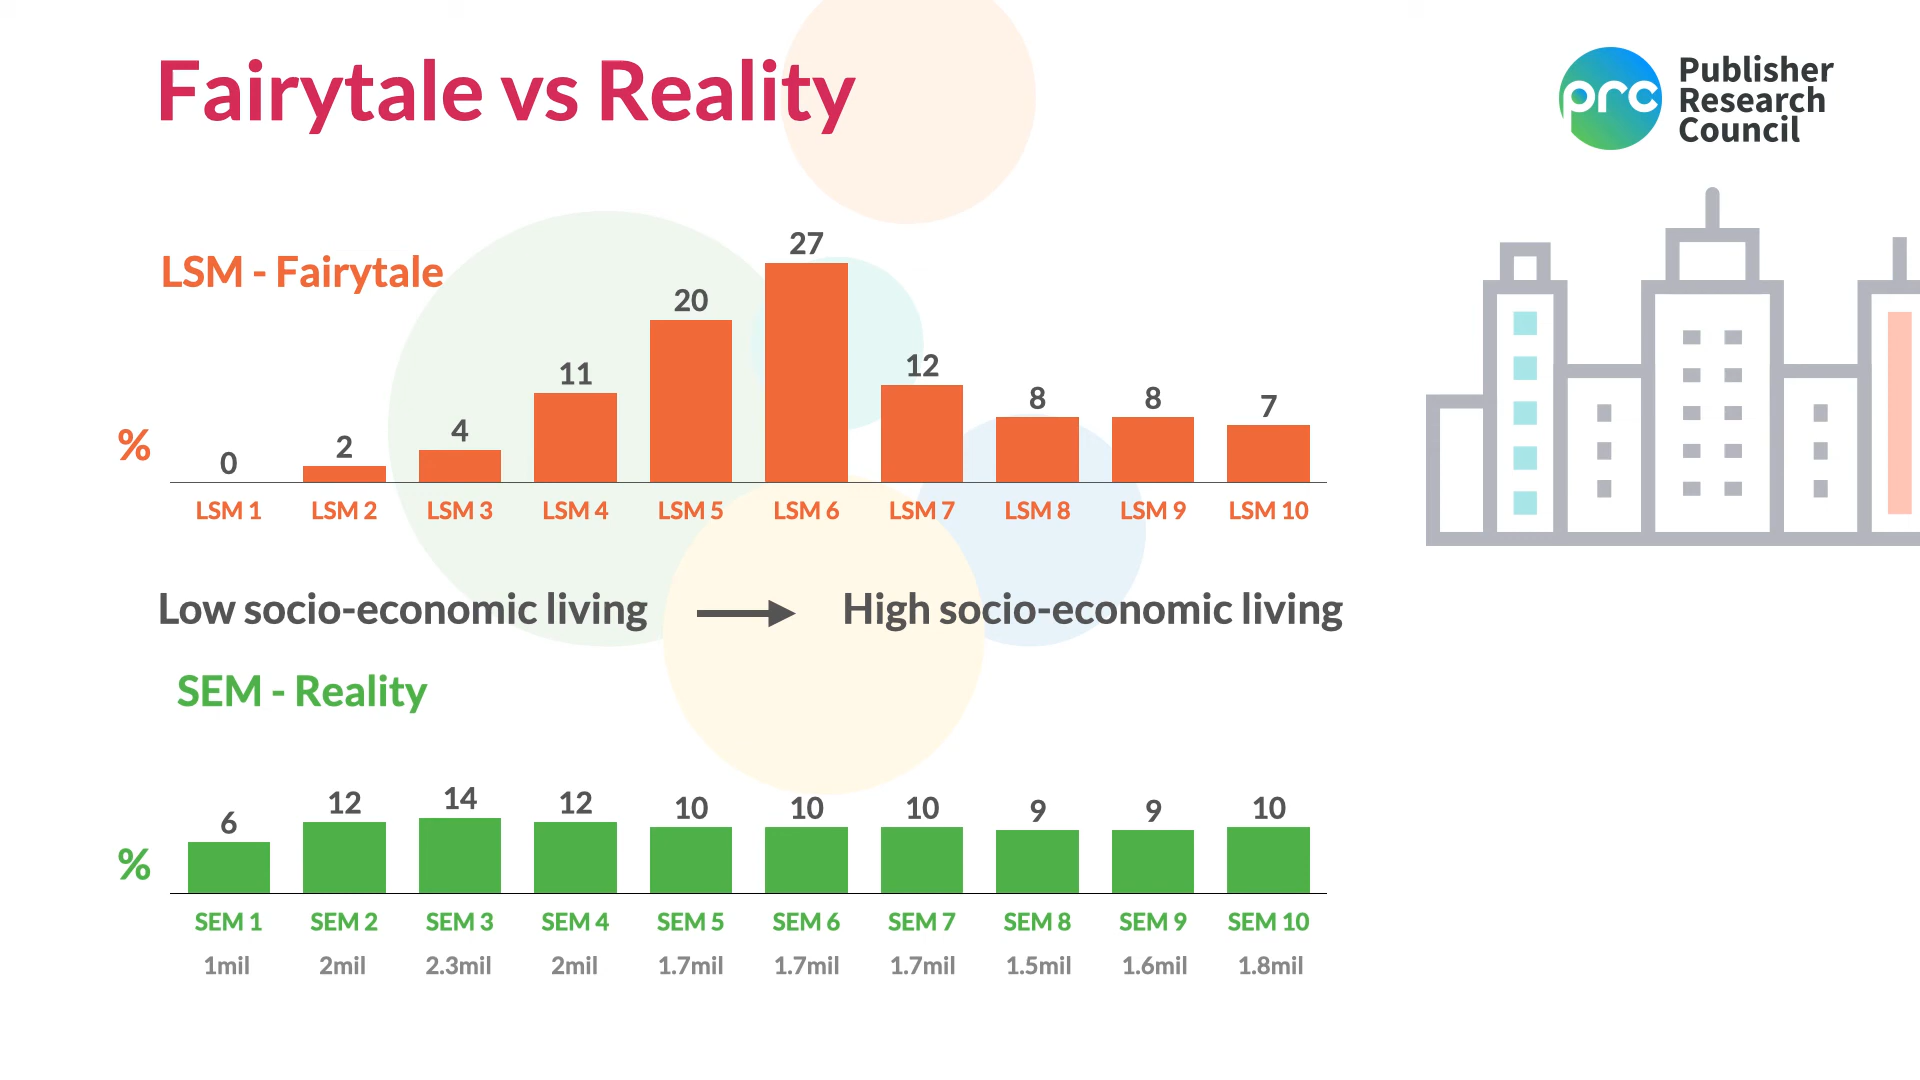 Fairytale vs Reality
prc
Publisher
Research
Council
LSM - Fairytale
%
0 2 4 11 20 27 12 8 8 7
LSM 1 LSM 2 LSM 3 LSM 4 LSM 5 LSM 6 LSM 7 LSM 8 LSM 9 LSM 10
Low socio-economic living High socio-economic living
SEM - Reality
%
6 12 14 12 10 10 10 9 9 10
SEM 1 SEM 2 SEM 3 SEM 4 SEM 5 SEM 6 SEM 7 SEM 8 SEM 9 SEM 10
1mil 2mil 2.3mil 2mil 1.7mil 1.7mil 1.7mil 1.5mil 1.6mil 1.8mil